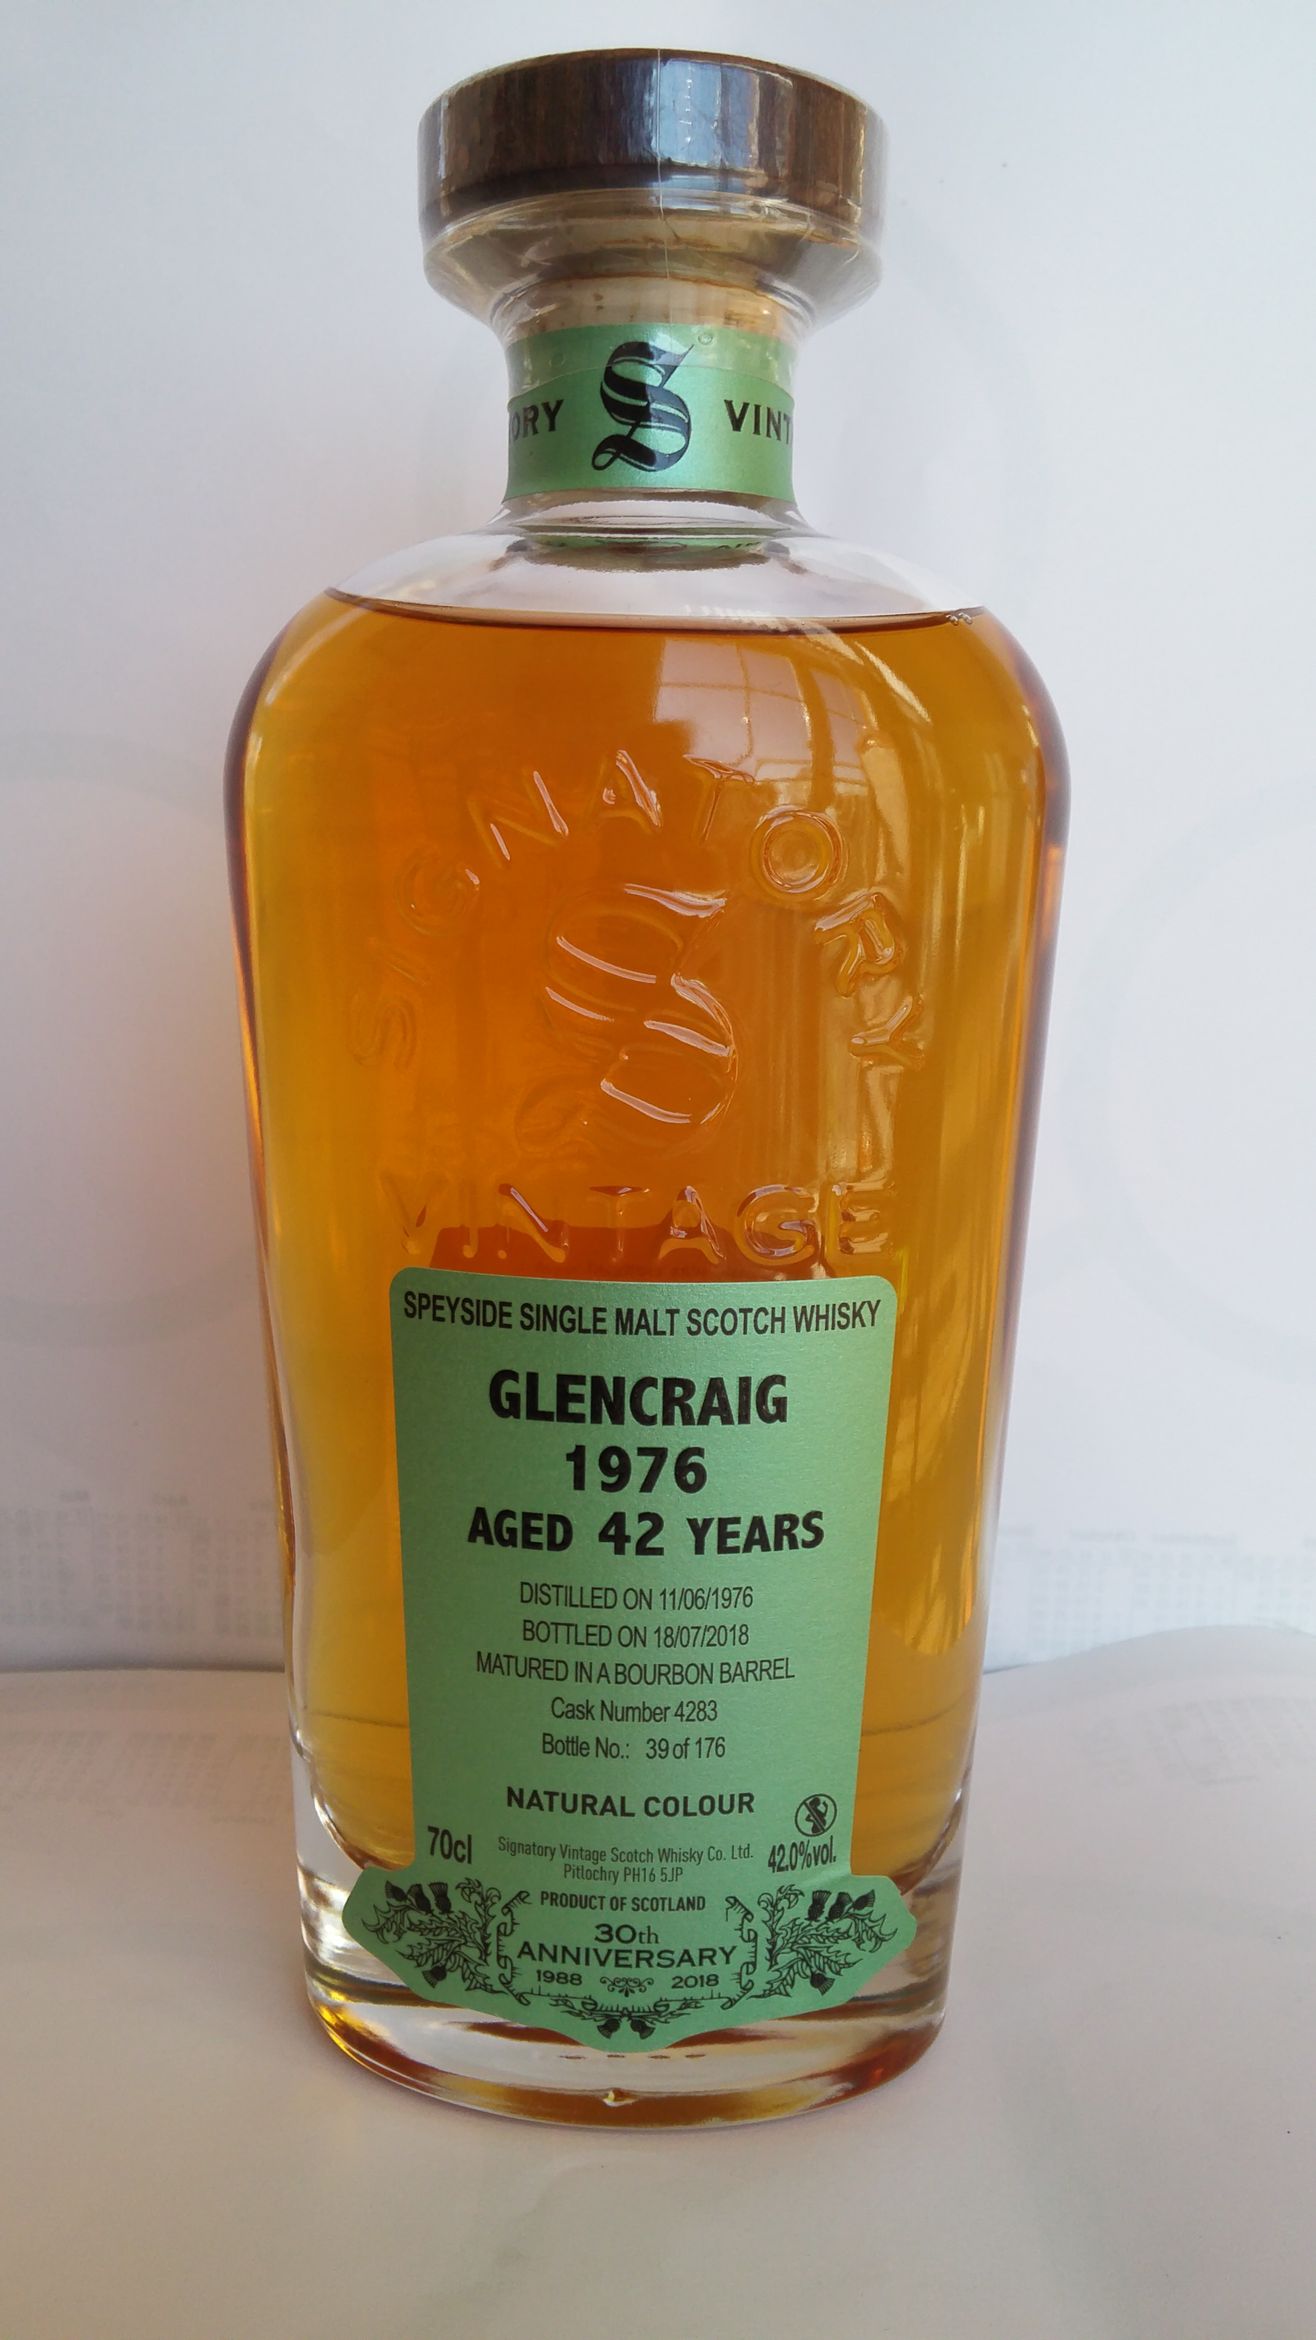 ORY S VINT
SIGNATORY
S
VINTAGE
SPEYSIDE SINGLE MALT SCOTCH WHISKY
GLENCRAIG
1976
AGED 42 YEARS
DISTILLED ON 11/06/1976
BOTTLED ON 18/07/2018
MATURED IN A BOURBON BARREL
Cask Number 4283
Bottle No.: 39 of 176
NATURAL COLOUR
70cl Signatory Vintage Scotch Whisky Co. Ltd. 42.0%vol.
Pitlochry PH16 5JP
PRODUCT OF SCOTLAND
30th
ANNIVERSARY
1988 2018